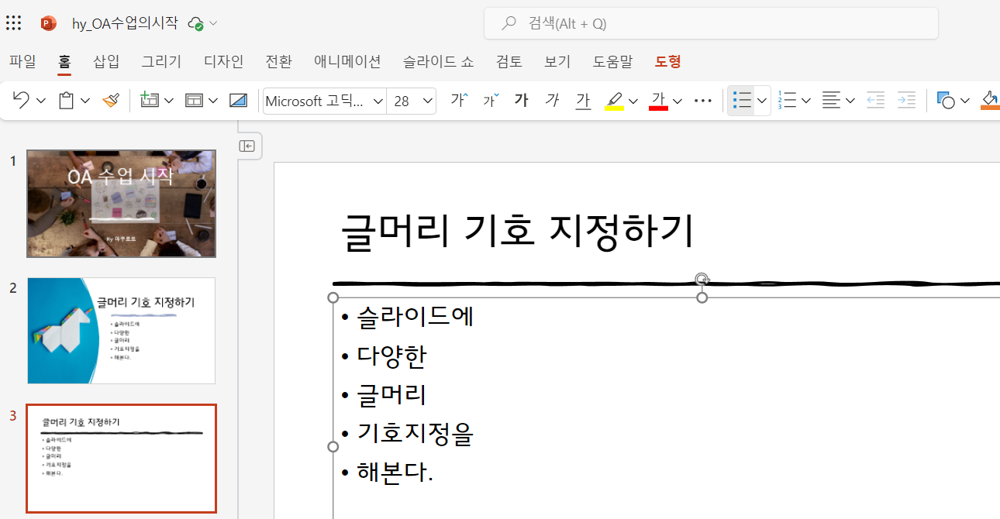 hy_OA수업의시작
검색(Alt + Q)
파일 홈 삽입 그리기 디자인 전환 애니메이션 슬라이드 쇼 검토 보기 도움말 도형
Microsoft 고딕... 28 가 가 가 가 가 가
1
OA 수업 시작
Hy 야쿠르트
2
글머리 기호 지정하기
• 슬라이드에
• 다양한
• 글머리
• 기호지정을
• 해본다.
3
글머리 기호 지정하기
• 슬라이드에
• 다양한
• 글머리
• 기호지정을
• 해본다.
글머리 기호 지정하기
• 슬라이드에
• 다양한
• 글머리
• 기호지정을
• 해본다.